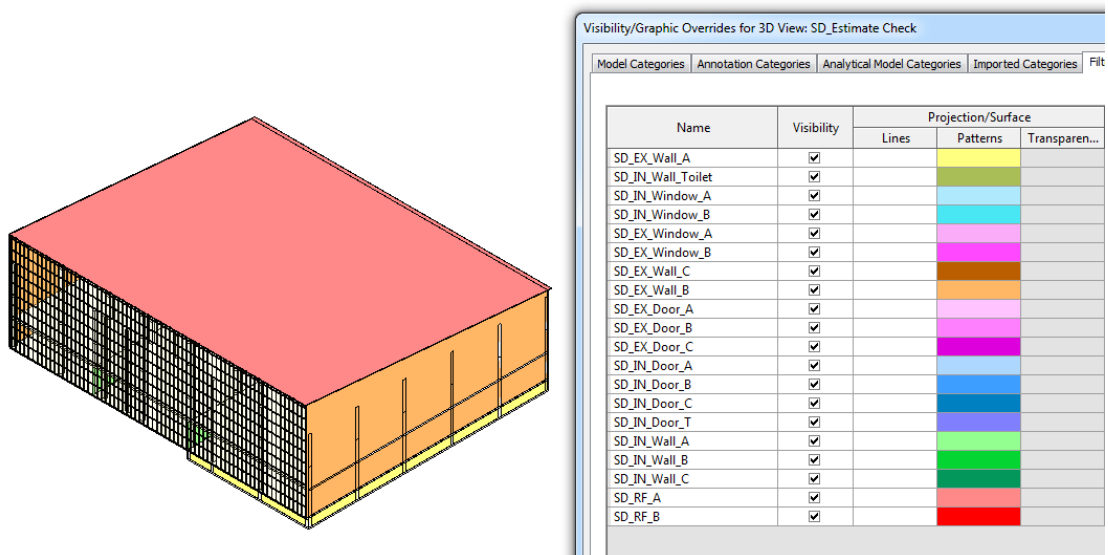 Visibility/Graphic Overrides for 3D View: SD_Estimate Check
Model Categories Annotation Categories Analytical Model Categories Imported Categories Filt
Name Visibility Projection/Surface
Lines Patterns Transparen...
SD_EX_Wall_A
SD_IN_Wall_Toilet
SD_IN_Window_A
SD_IN_Window_B
SD_EX_Window_A
SD_EX_Window_B
SD_EX_Wall_C
SD_EX_Wall_B
SD_EX_Door_A
SD_EX_Door_B
SD_EX_Door_C
SD_IN_Door_A
SD_IN_Door_B
SD_IN_Door_C
SD_IN_Door_T
SD_IN_Wall_A
SD_IN_Wall_B
SD_IN_Wall_C
SD_RF_A
SD_RF_B